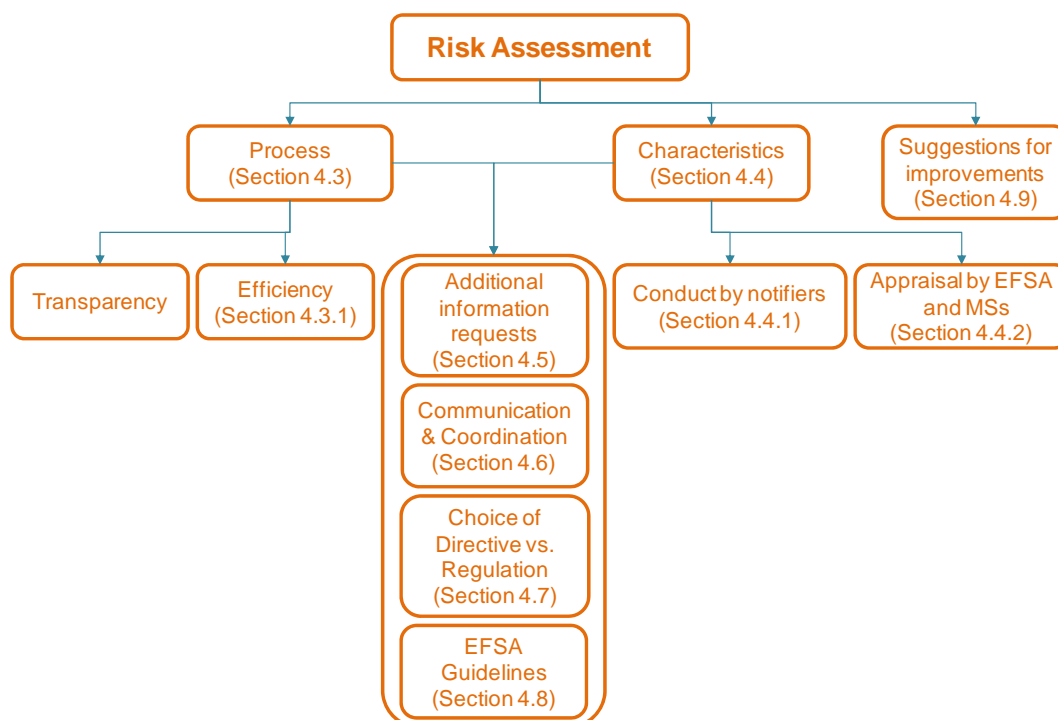 Risk Assessment
Process
(Section 4.3)
Characteristics
(Section 4.4)
Suggestions for
improvements
(Section 4.9)
Transparency
Efficiency
(Section 4.3.1)
Additional
information
requests
(Section 4.5)
Communication
& Coordination
(Section 4.6)
Choice of
Directive vs.
Regulation
(Section 4.7)
EFSA
Guidelines
(Section 4.8)
Conduct by notifiers
(Section 4.4.1)
Appraisal by EFSA
and MSs
(Section 4.4.2)